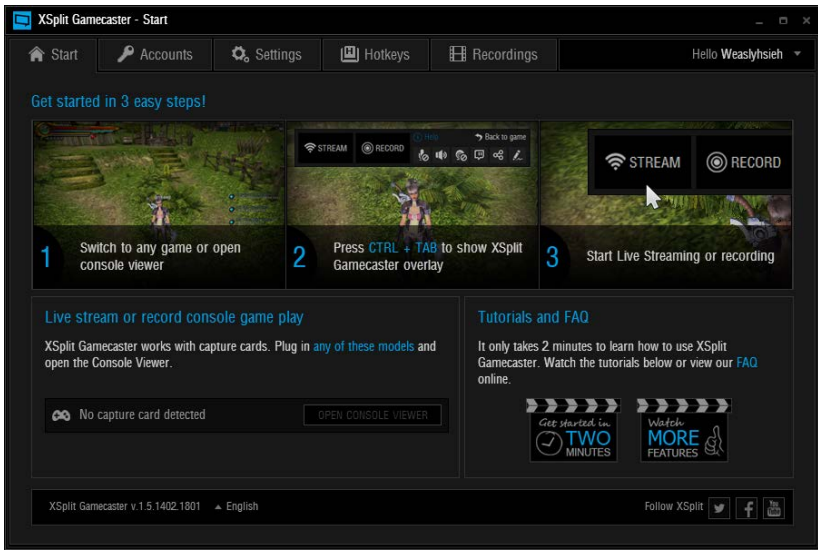 XSplit Gamecaster - Start
Start
Accounts
Settings
Hotkeys
Recordings
Hello Weaslyhsieh
Get started in 3 easy steps!
STREAM
RECORD
Help
Back to game
STREAM
RECORD
1
Switch to any game or open
console viewer
2
Press CTRL + TAB to show XSplit
Gamecaster overlay
3
Start Live Streaming or recording
Live stream or record console game play
XSplit Gamecaster works with capture cards. Plug in any of these models and
open the Console Viewer.
No capture card detected
OPEN CONSOLE VIEWER
Tutorials and FAQ
It only takes 2 minutes to learn how to use XSplit
Gamecaster. Watch the tutorials below or view our FAQ
online.
Get started in
TWO
MINUTES
Watch
MORE
FEATURES
XSplit Gamecaster v.1.5.1402.1801
English
Follow XSplit
You
Tube